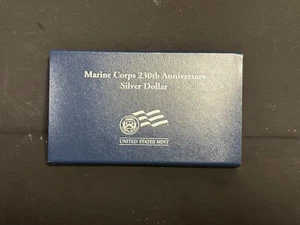 Marine Corps 230th Anniversary
Silver Dollar
UNITED STATES MINT